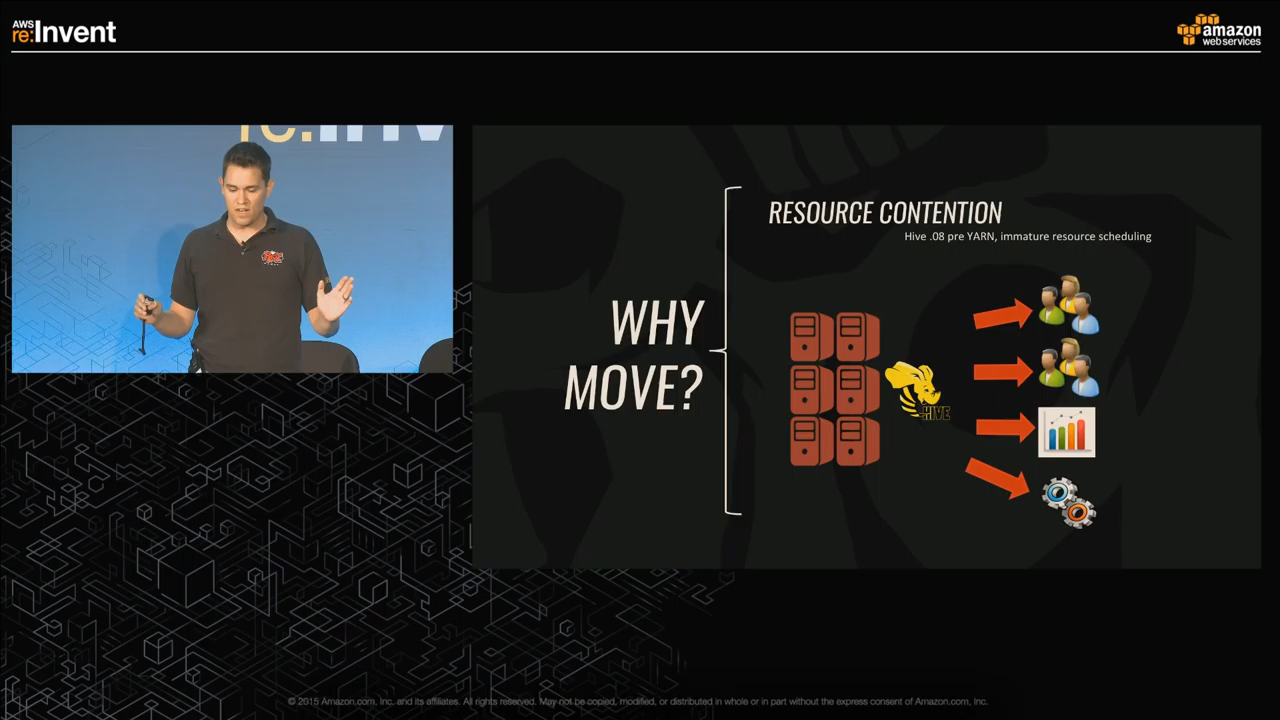 AWS
re:Invent
amazon
web services
RESOURCE CONTENTION
Hive .08 pre YARN, immature resource scheduling
WHY
MOVE?
HIVE
© 2015 Amazon.com, Inc. and its affiliates. All rights reserved. May not be copied, modified, or distributed in whole or in part without the express consent of Amazon.com, Inc.